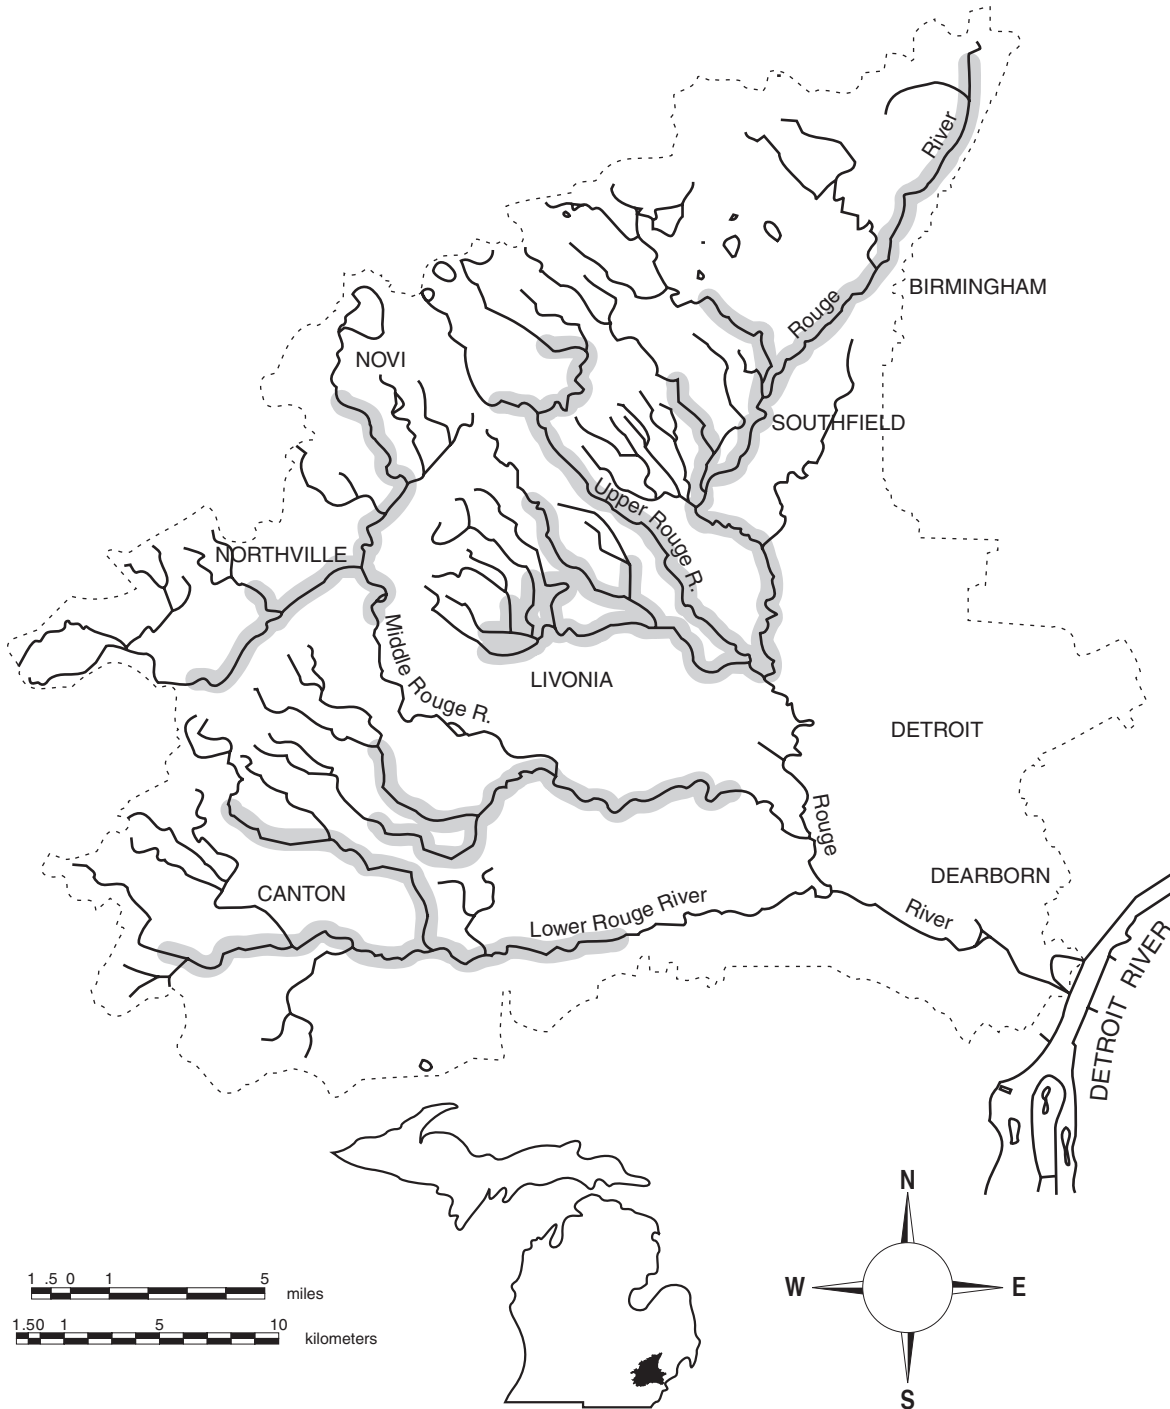 River
BIRMINGHAM
Rouge
NOVI
SOUTHFIELD
Upper Rouge R.
NORTHVILLE
Middle Rouge R.
LIVONIA
DETROIT
Rouge
DEARBORN
CANTON
Lower Rouge River
River
DETROIT RIVER
N
W
E
S
1 .5 0 1 5
miles
1.50 1 5 10
kilometers